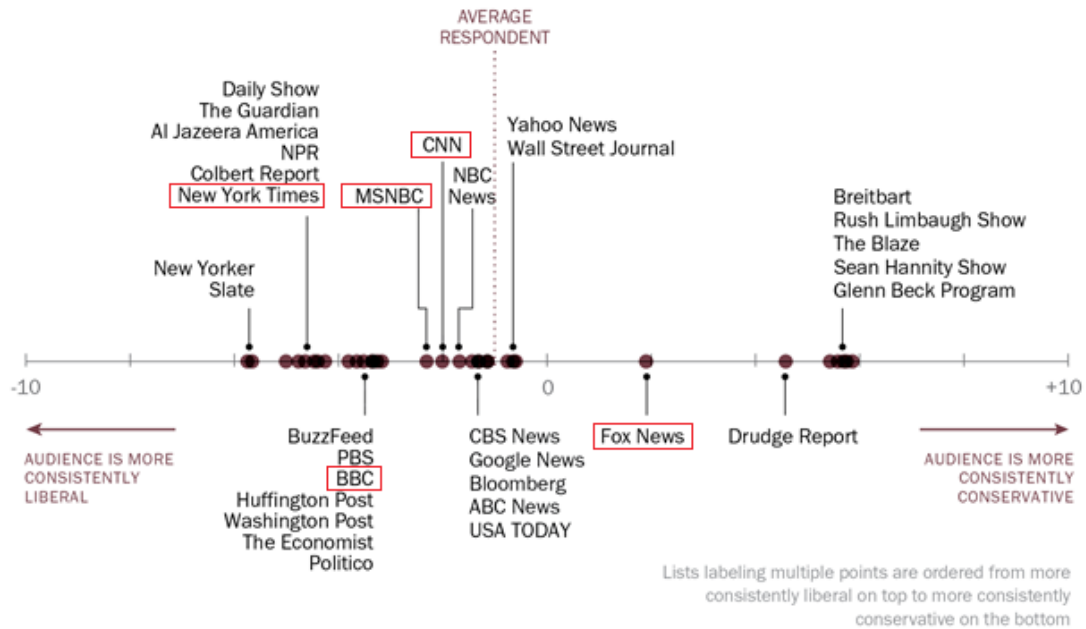 AVERAGE
RESPONDENT
Daily Show
The Guardian
Al Jazeera America
NPR
Colbert Report
New York Times
MSNBC
CNN
NBC
News
Yahoo News
Wall Street Journal
Breitbart
Rush Limbaugh Show
The Blaze
Sean Hannity Show
Glenn Beck Program
New Yorker
Slate
-10
0
+10
AUDIENCE IS MORE
CONSISTENTLY
LIBERAL
BuzzFeed
PBS
BBC
Huffington Post
Washington Post
The Economist
Politico
CBS News
Google News
Bloomberg
ABC News
USA TODAY
Fox News
Drudge Report
AUDIENCE IS MORE
CONSISTENTLY
CONSERVATIVE
Lists labeling multiple points are ordered from more
consistently liberal on top to more consistently
conservative on the bottom